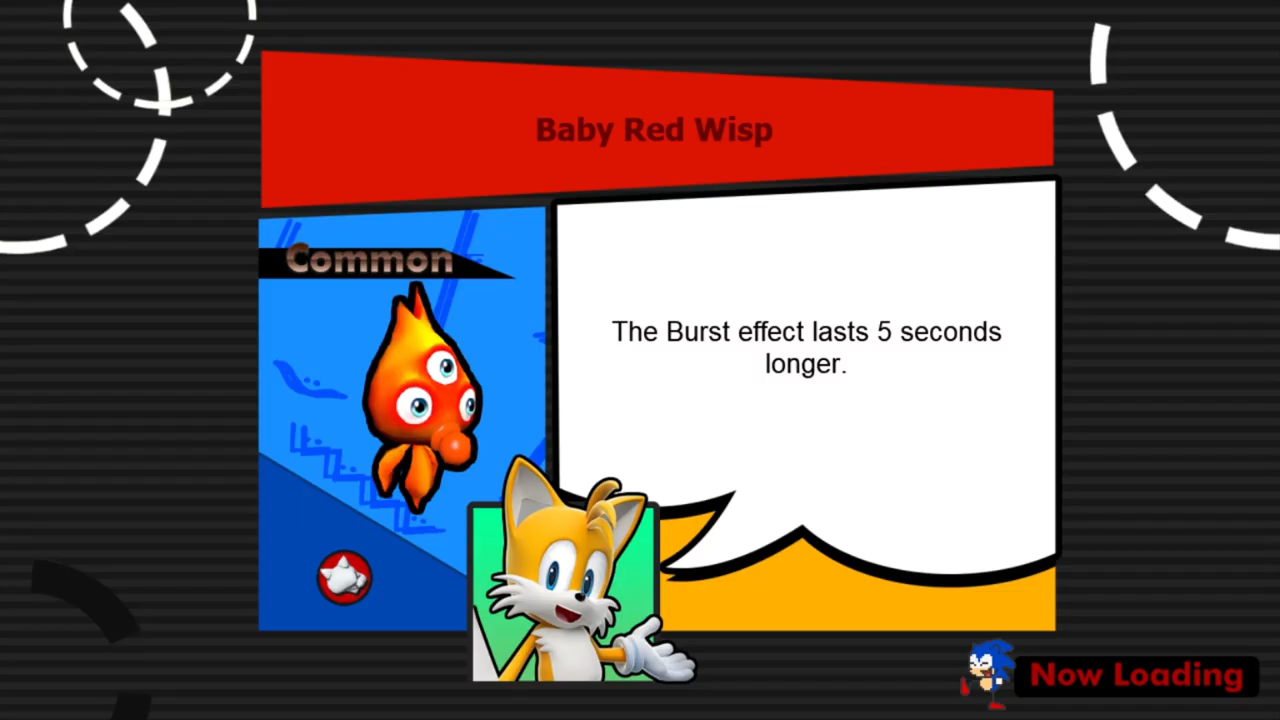 Baby Red Wisp
Common
The Burst effect lasts 5 seconds
longer.
Now Loading